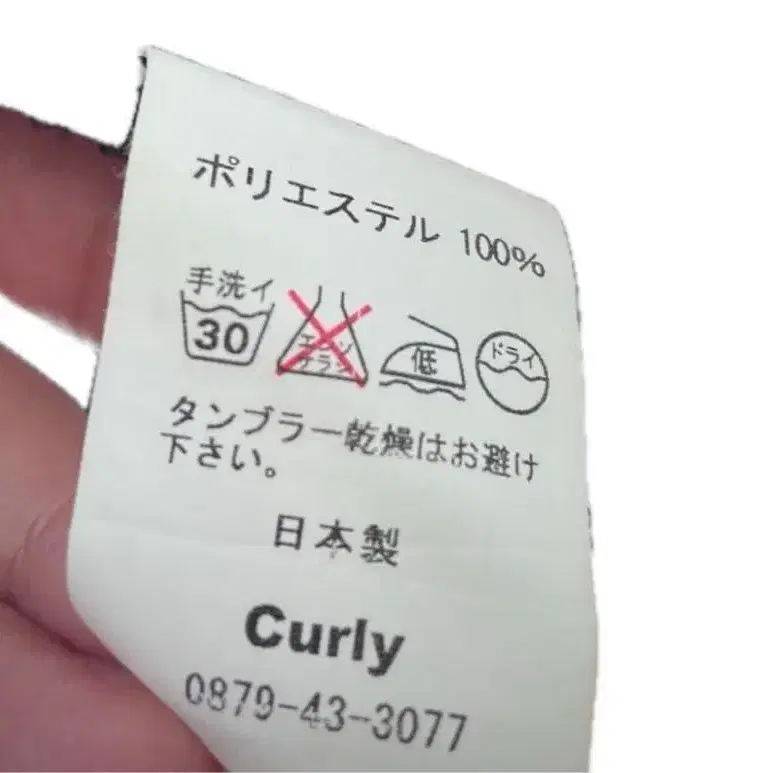 ポリエステル 100%
手洗イ
30
エンソ
サラシ
低
ドライ
タンブラー乾燥はお避け
下さい。
日本製
Curly
0879-43-3077